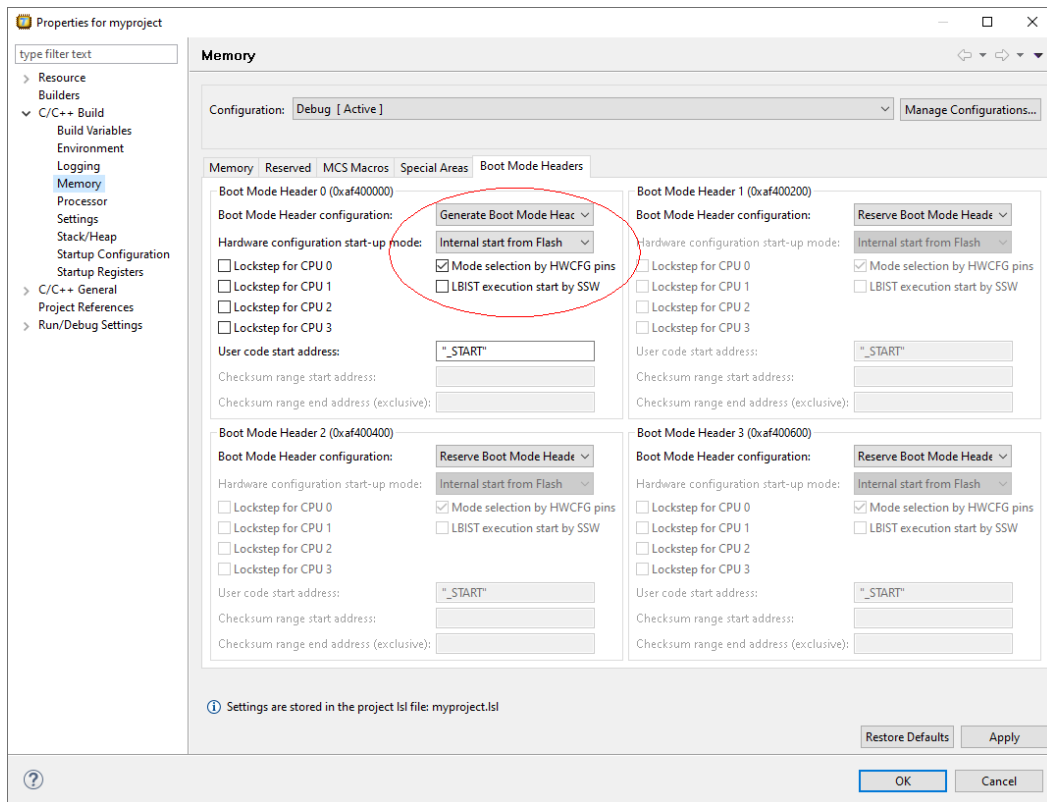 Properties for myproject
type filter text
Resource
Builders
C/C++ Build
Build Variables
Environment
Logging
Memory
Processor
Settings
Stack/Heap
Startup Configuration
Startup Registers
C/C++ General
Project References
Run/Debug Settings
Memory
Configuration: Debug [ Active ] Manage Configurations...
Memory Reserved MCS Macros Special Areas Boot Mode Headers
Boot Mode Header 0 (0xaf400000)
Boot Mode Header configuration: Generate Boot Mode Heac
Hardware configuration start-up mode: Internal start from Flash
Lockstep for CPU 0 Mode selection by HWCFG pins
Lockstep for CPU 1 LBIST execution start by SSW
Lockstep for CPU 2
Lockstep for CPU 3
User code start address: "_START"
Checksum range start address:
Checksum range end address (exclusive):
Boot Mode Header 1 (0xaf400200)
Boot Mode Header configuration: Reserve Boot Mode Heade
Hardware configuration start-up mode: Internal start from Flash
Lockstep for CPU 0 Mode selection by HWCFG pins
Lockstep for CPU 1 LBIST execution start by SSW
Lockstep for CPU 2
Lockstep for CPU 3
User code start address: "_START"
Checksum range start address:
Checksum range end address (exclusive):
Boot Mode Header 2 (0xaf400400)
Boot Mode Header configuration: Reserve Boot Mode Heade
Hardware configuration start-up mode: Internal start from Flash
Lockstep for CPU 0 Mode selection by HWCFG pins
Lockstep for CPU 1 LBIST execution start by SSW
Lockstep for CPU 2
Lockstep for CPU 3
User code start address: "_START"
Checksum range start address:
Checksum range end address (exclusive):
Boot Mode Header 3 (0xaf400600)
Boot Mode Header configuration: Reserve Boot Mode Heade
Hardware configuration start-up mode: Internal start from Flash
Lockstep for CPU 0 Mode selection by HWCFG pins
Lockstep for CPU 1 LBIST execution start by SSW
Lockstep for CPU 2
Lockstep for CPU 3
User code start address: "_START"
Checksum range start address:
Checksum range end address (exclusive):
Settings are stored in the project lsl file: myproject.lsl
Restore Defaults Apply
OK Cancel